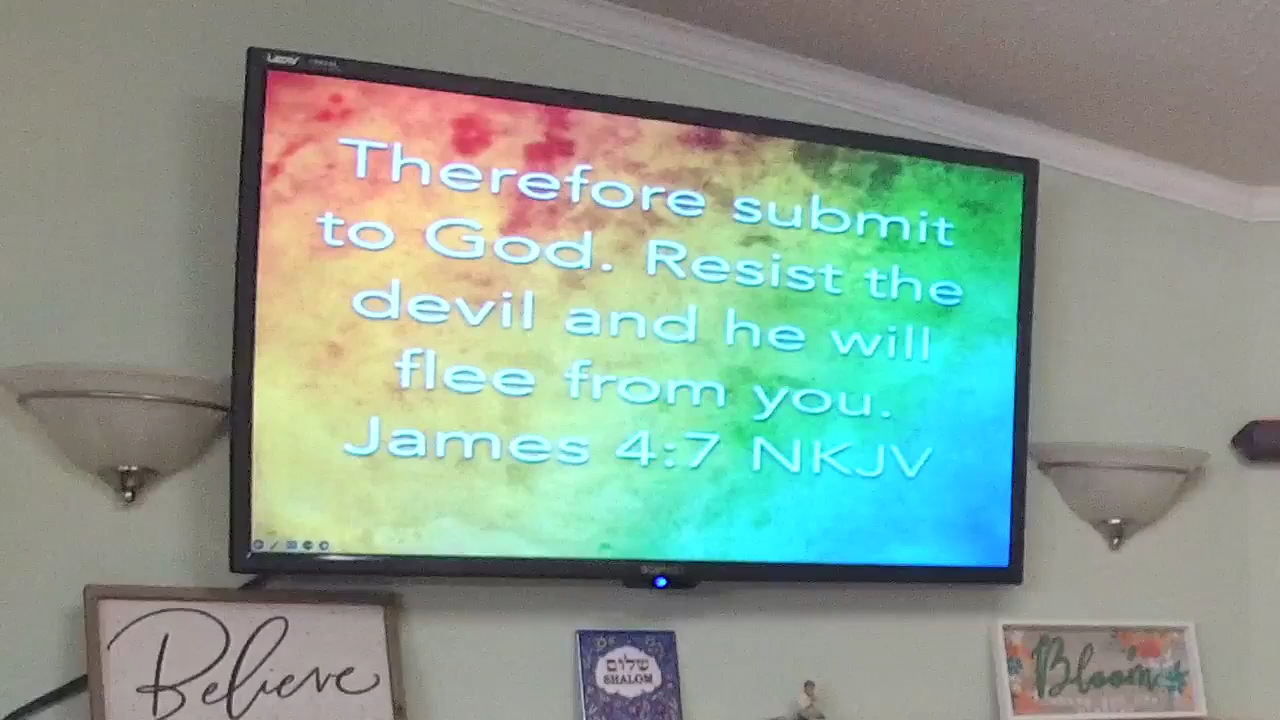 Therefore submit
to God. Resist the
devil and he will
flee from you.
James 4:7 NKJV
Believe
שלום
SHALOM
Bloom